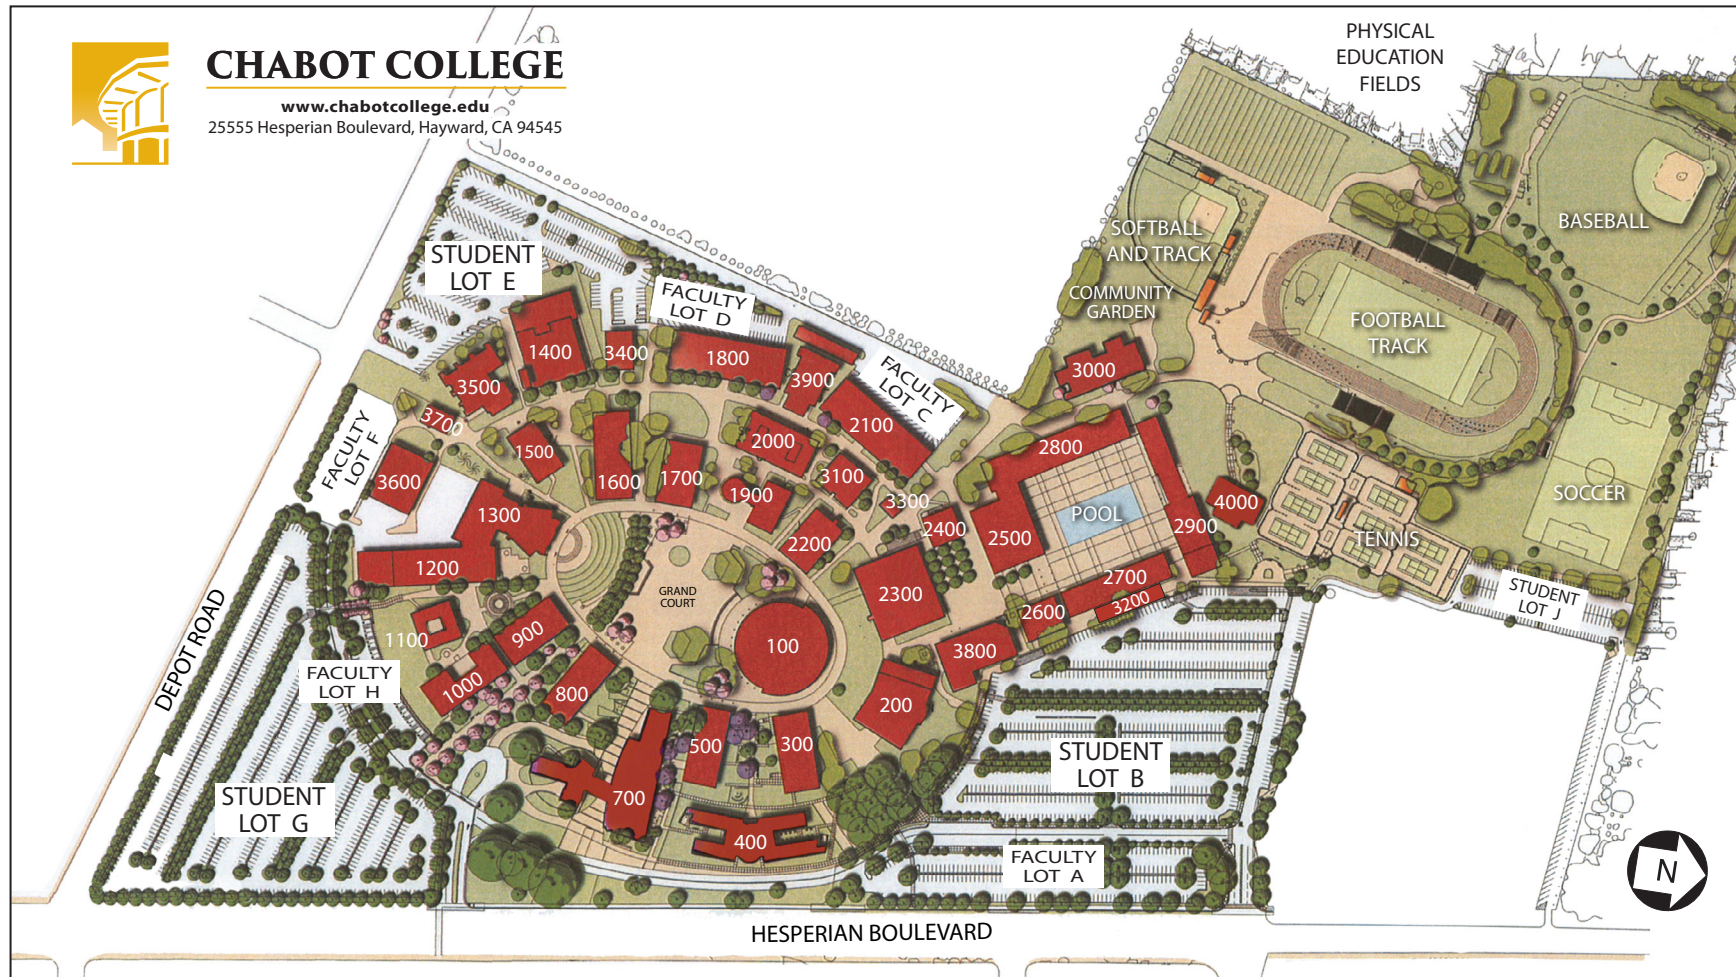 CHABOT COLLEGE
www.chabotcollege.edu
25555 Hesperian Boulevard, Hayward, CA 94545
PHYSICAL
EDUCATION
FIELDS
BASEBALL
SOFTBALL
AND TRACK
COMMUNITY
GARDEN
FOOTBALL
TRACK
STUDENT
LOT E
FACULTY
LOT D
FACULTY
LOT C
1400
3400
1800
3900
3000
3500
2100
3700
2000
2800
FACULTY
LOT F
1500
3600
1600
1700
3100
1900
3300
4000
SOCCER
1300
POOL
2400
2900
2500
2200
TENNIS
1200
2700
2300
3200
STUDENT
LOT J
GRAND
COURT
2600
DEPOT ROAD
1100
900
100
3800
FACULTY
LOT H
1000
800
200
500
300
STUDENT
LOT B
STUDENT
LOT G
700
400
FACULTY
LOT A
N
HESPERIAN BOULEVARD